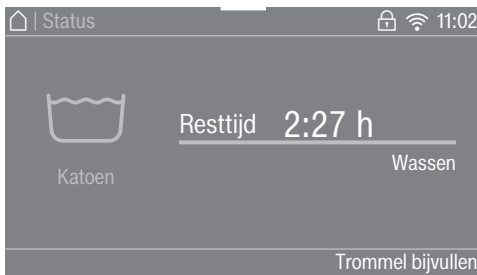 | Status 11:02
Resttijd 2:27 h
Wassen
Katoen
Trommel bijvullen